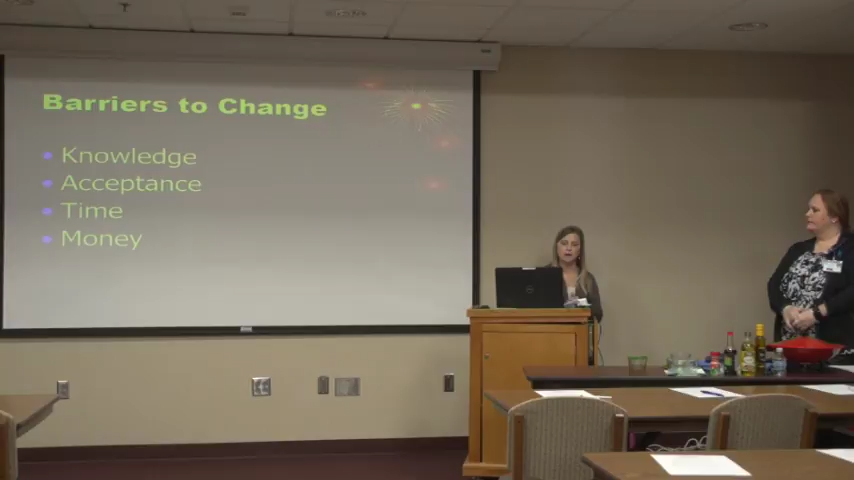 Barriers to Change
Knowledge
Acceptance
Time
Money